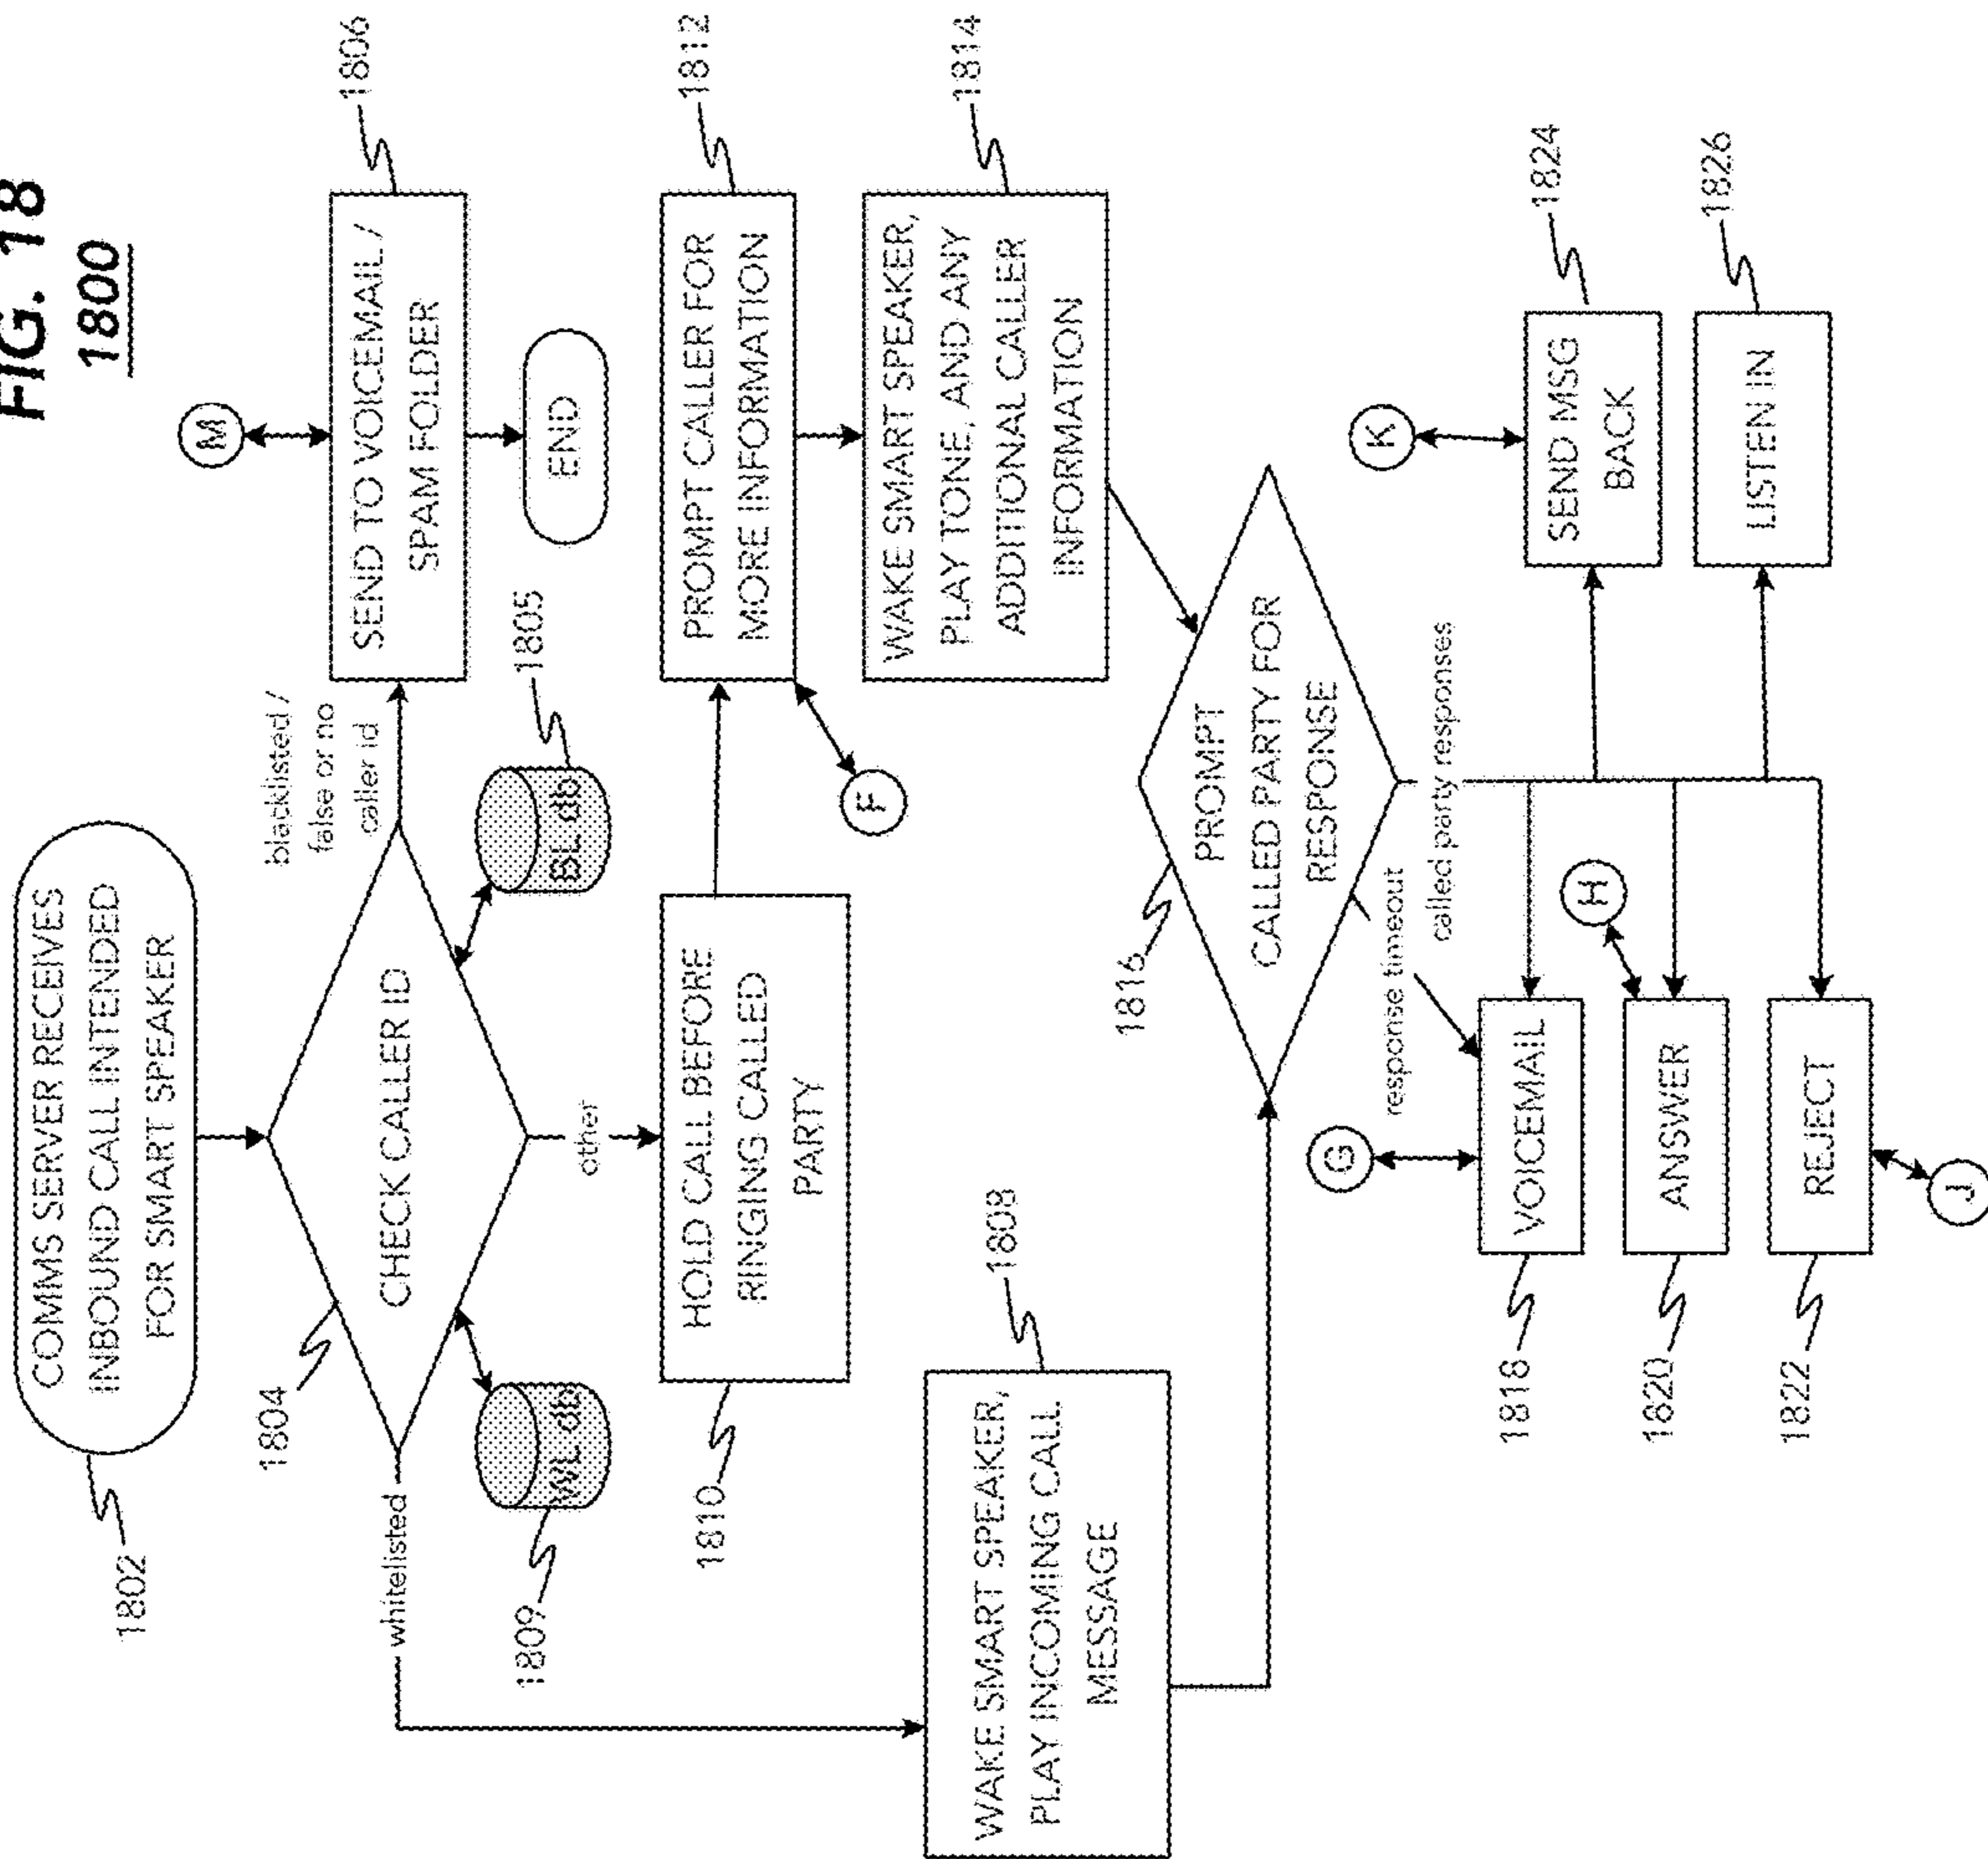 FIG. 18
1800
COMMS SERVER RECEIVES
INBOUND CALL INTENDED
FOR SMART SPEAKER
1802
1804
CHECK CALLER ID
whitelisted
blacklisted /
false or no
caller id
other
M
SEND TO VOICEMAIL /
SPAM FOLDER
1806
END
WL db
1809
BL db
1805
HOLD CALL BEFORE
RINGING CALLED
PARTY
1810
PROMPT CALLER FOR
MORE INFORMATION
1812
F
WAKE SMART SPEAKER,
PLAY TONE, AND ANY
ADDITIONAL CALLER
INFORMATION
1814
WAKE SMART SPEAKER,
PLAY INCOMING CALL
MESSAGE
1808
PROMPT
CALLED PARTY FOR
RESPONSE
1816
response timeout
called party responses
G
VOICEMAIL
1818
H
ANSWER
1820
REJECT
1822
J
K
SEND MSG
BACK
1824
LISTEN IN
1826